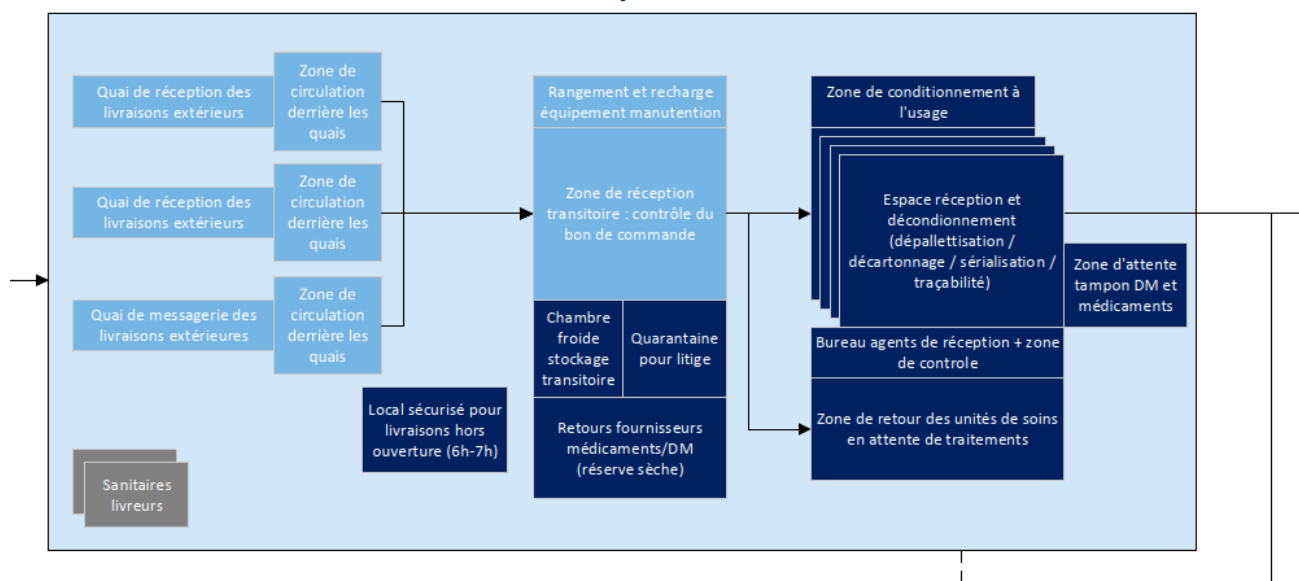 Quai de réception des
livraisons extérieurs
Zone de
circulation
derrière les
quais
Quai de réception des
livraisons extérieurs
Zone de
circulation
derrière les
quais
Quai de messagerie des
livraisons extérieures
Zone de
circulation
derrière les
quais
Local sécurisé pour
livraisons hors
ouverture (6h-7h)
Sanitaires
livreurs
Rangement et recharge
équipement manutention
Zone de réception
transitoire : contrôle du
bon de commande
Chambre
froide
stockage
transitoire
Quarantaine
pour litige
Retours fournisseurs
médicaments/DM
(réserve sèche)
Zone de conditionnement à
l'usage
Espace réception et
décondionnement
(dépallettisation /
décartonnage / sérialisation /
traçabilité)
Zone d'attente
tampon DM et
médicaments
Bureau agents de réception + zone
de controle
Zone de retour des unités de soins
en attente de traitements